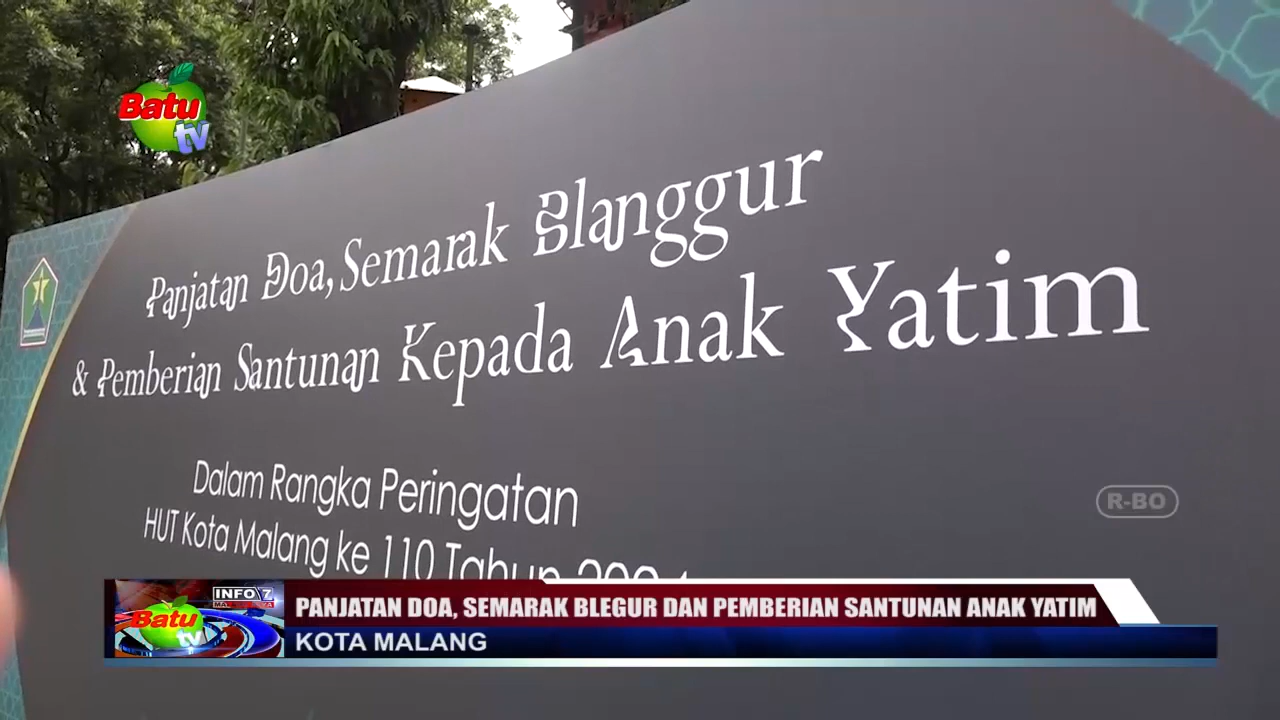 Batu
tv
Panjatan Doa, Semarak Blanggur
& Pemberian Santunan Kepada Anak Yatim
Dalam Rangka Peringatan
HUT Kota Malang ke 110 Tahun
R-BO
INFO 7
Batu
tv
PANJATAN DOA, SEMARAK BLEGUR DAN PEMBERIAN SANTUNAN ANAK YATIM
KOTA MALANG